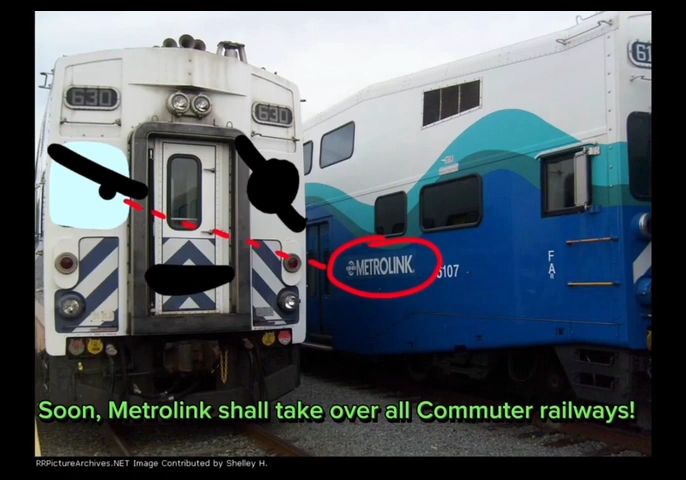 630
630
61
METROLINK
6107
F
A
R
Soon, Metrolink shall take over all Commuter railways!
RRPictureArchives.NET Image Contributed by Shelley H.